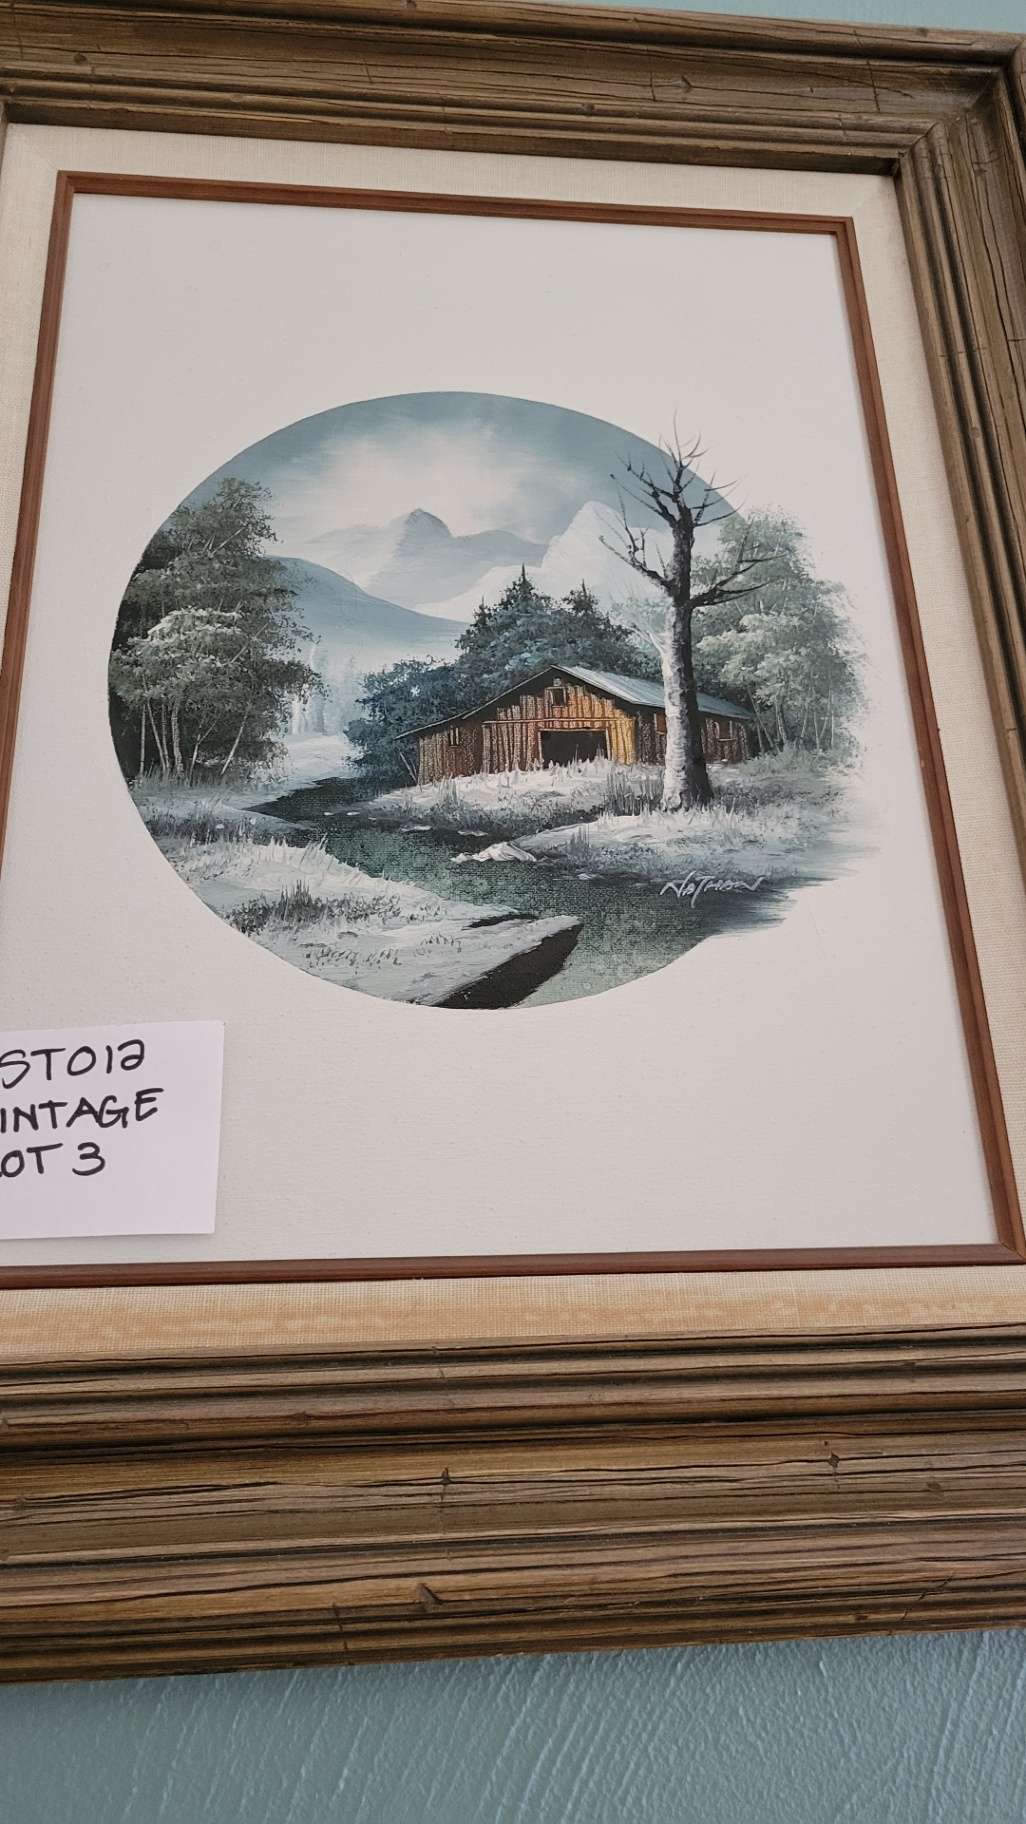 NATHAN
ST012
INTAGE
OT 3